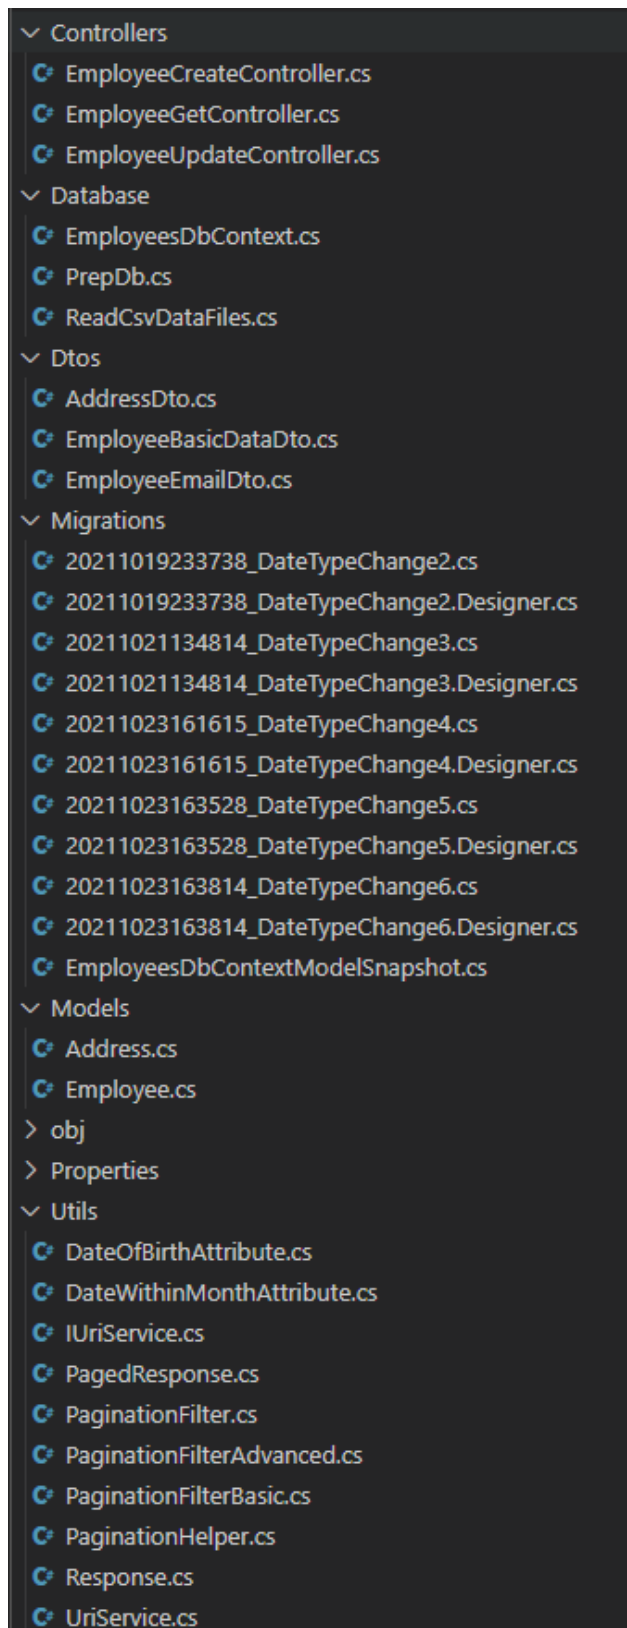 Controllers
C# EmployeeCreateController.cs
C# EmployeeGetController.cs
C# EmployeeUpdateController.cs
Database
C# EmployeesDbContext.cs
C# PrepDb.cs
C# ReadCsvDataFiles.cs
Dtos
C# AddressDto.cs
C# EmployeeBasicDataDto.cs
C# EmployeeEmailDto.cs
Migrations
C# 20211019233738_DateTypeChange2.cs
C# 20211019233738_DateTypeChange2.Designer.cs
C# 20211021134814_DateTypeChange3.cs
C# 20211021134814_DateTypeChange3.Designer.cs
C# 20211023161615_DateTypeChange4.cs
C# 20211023161615_DateTypeChange4.Designer.cs
C# 20211023163528_DateTypeChange5.cs
C# 20211023163528_DateTypeChange5.Designer.cs
C# 20211023163814_DateTypeChange6.cs
C# 20211023163814_DateTypeChange6.Designer.cs
C# EmployeesDbContextModelSnapshot.cs
Models
C# Address.cs
C# Employee.cs
obj
Properties
Utils
C# DateOfBirthAttribute.cs
C# DateWithinMonthAttribute.cs
C# IUriService.cs
C# PagedResponse.cs
C# PaginationFilter.cs
C# PaginationFilterAdvanced.cs
C# PaginationFilterBasic.cs
C# PaginationHelper.cs
C# Response.cs
C# UriService.cs